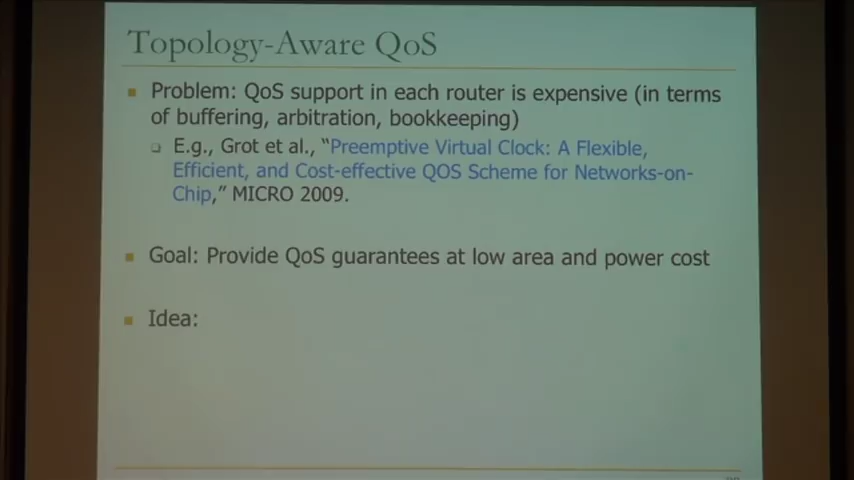 Topology-Aware QoS
Problem: QoS support in each router is expensive (in terms
of buffering, arbitration, bookkeeping)
E.g., Grot et al., “Preemptive Virtual Clock: A Flexible,
Efficient, and Cost-effective QOS Scheme for Networks-on-
Chip,” MICRO 2009.
Goal: Provide QoS guarantees at low area and power cost
Idea: